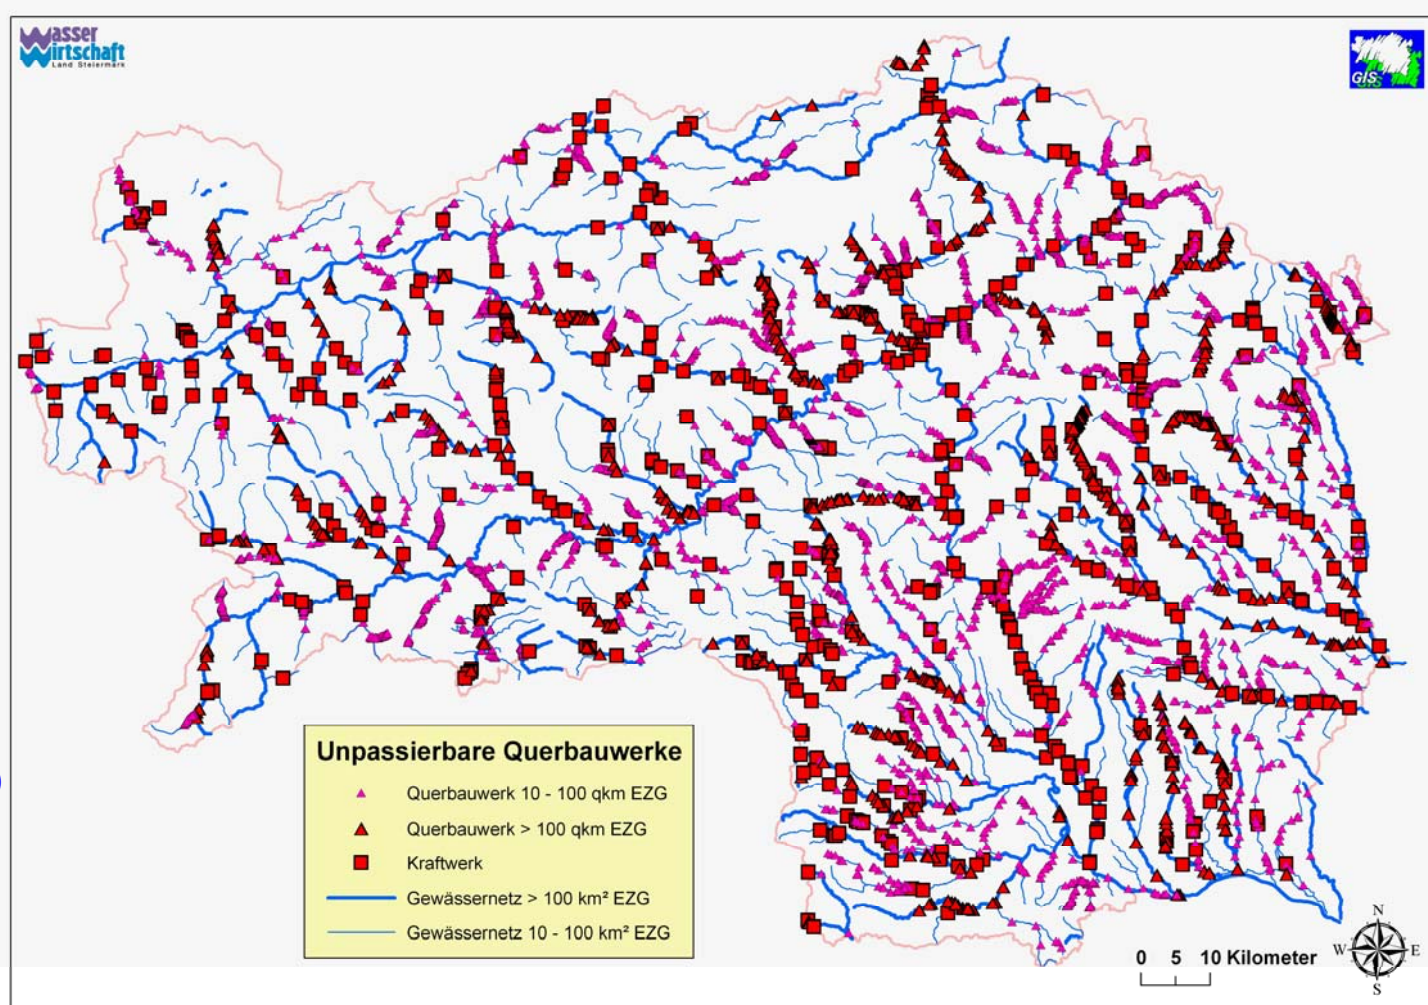 Wasser
Wirtschaft
Land Steiermark
GIS
GIS
Unpassierbare Querbauwerke
Querbauwerk 10 - 100 qkm EZG
Querbauwerk > 100 qkm EZG
Kraftwerk
Gewässernetz > 100 km² EZG
Gewässernetz 10 - 100 km² EZG
0 5 10 Kilometer
N
W E
S